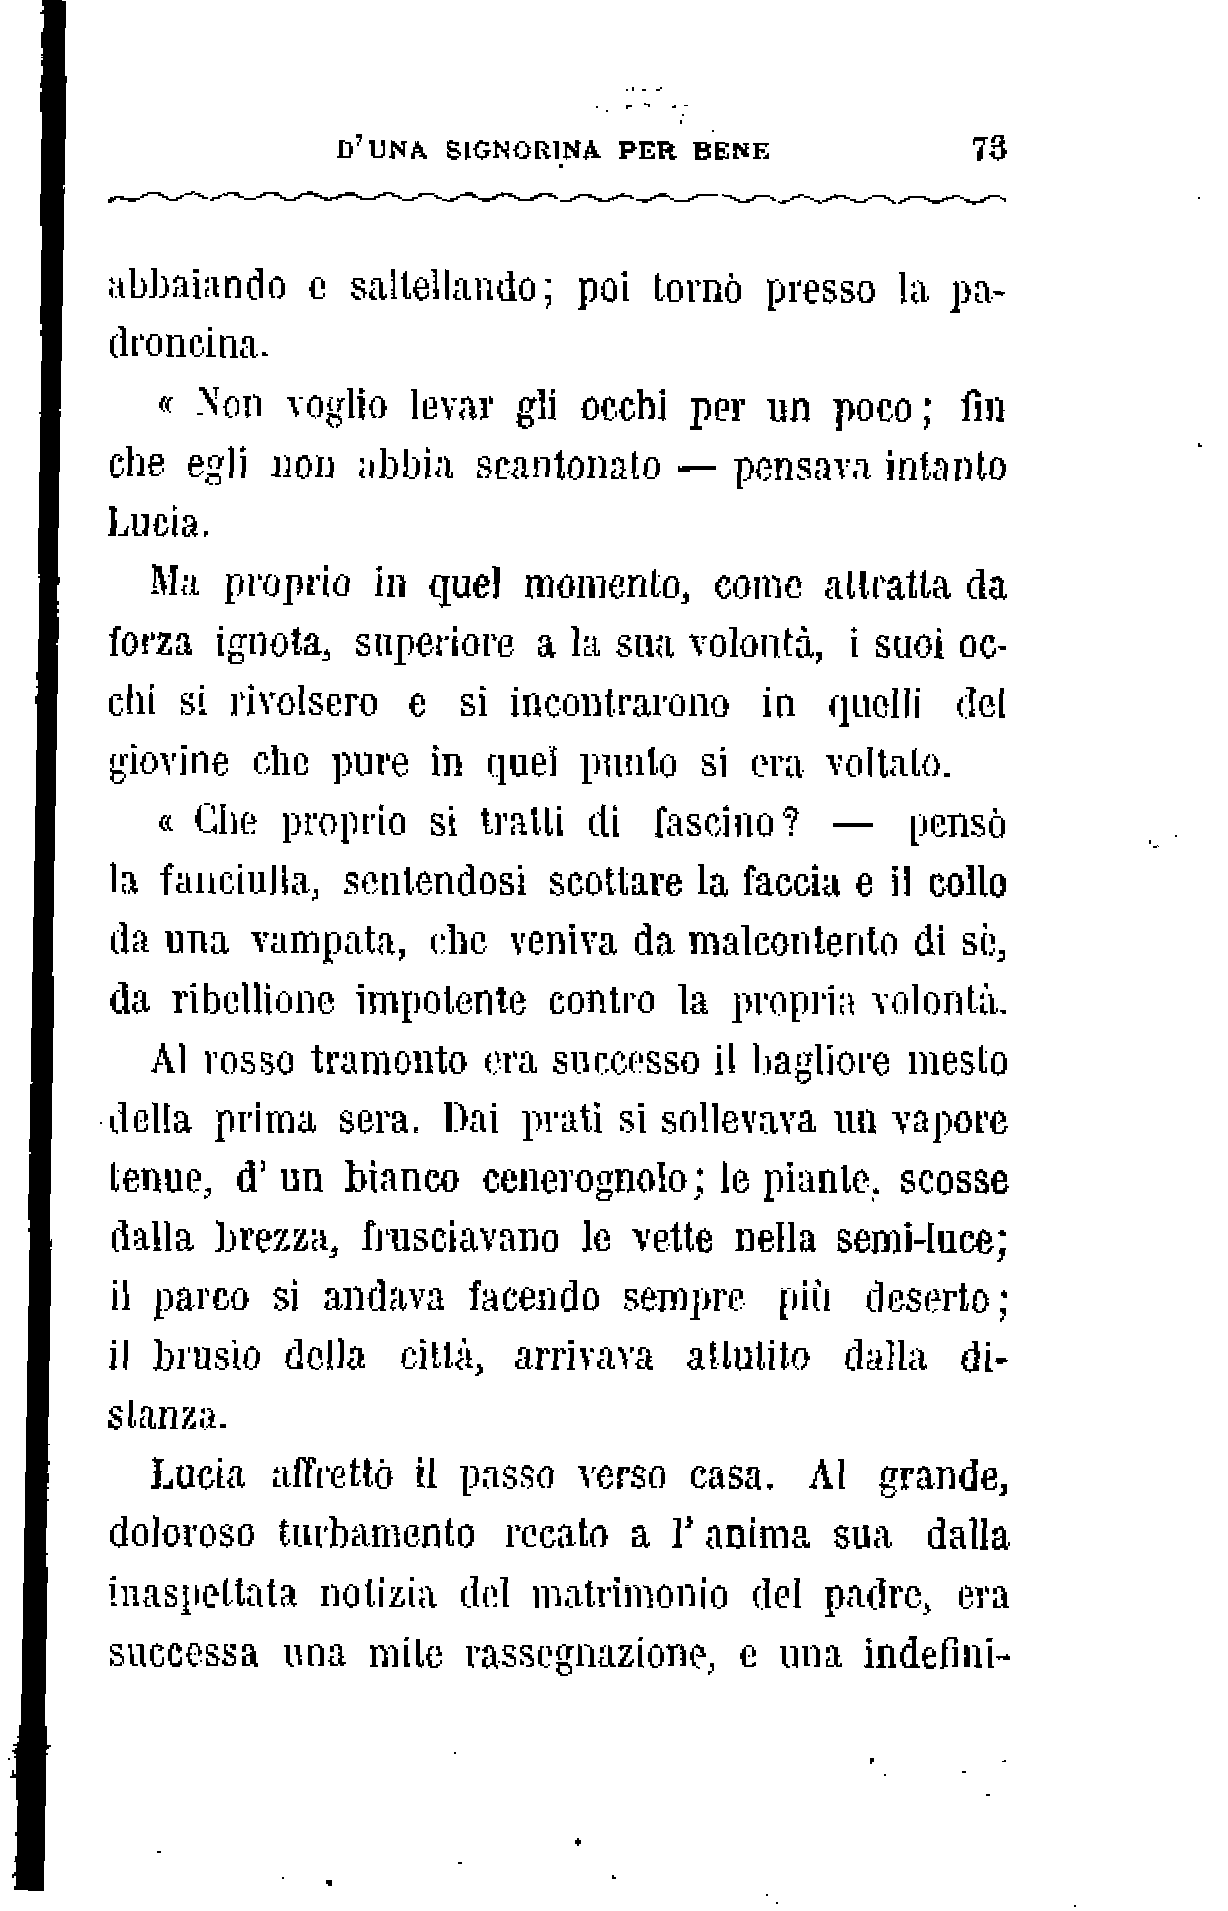 D'UNA SIGNORINA PER BENE 73
abbaiando e saltellando; poi tornò presso la pa-
droncina.
« Non voglio levar gli occhi per un poco; fin
che egli non abbia scantonato — pensava intanto
Lucia.
Ma proprio in quel momento, come attratta da
forza ignota, superiore a la sua volontà, i suoi oc-
chi si rivolsero e si incontrarono in quelli del
giovine che pure in quel punto si era voltato.
« Che proprio si tratti di fascino? — pensò
la fanciulla, sentendosi scottare la faccia e il collo
da una vampata, che veniva da malcontento di sè,
da ribellione impotente contro la propria volontà.
Al rosso tramonto era successo il bagliore mesto
della prima sera. Dai prati si sollevava un vapore
tenue, d' un bianco cenerognolo; le piante, scosse
dalla brezza, frusciavano le vette nella semi-luce;
il parco si andava facendo sempre più deserto;
il brusìo della città, arrivava attutito dalla di-
stanza.
Lucia affrettò il passo verso casa. Al grande,
doloroso turbamento recato a l' anima sua dalla
inaspettata notizia del matrimonio del padre, era
successa una mite rassegnazione, e una indefini-